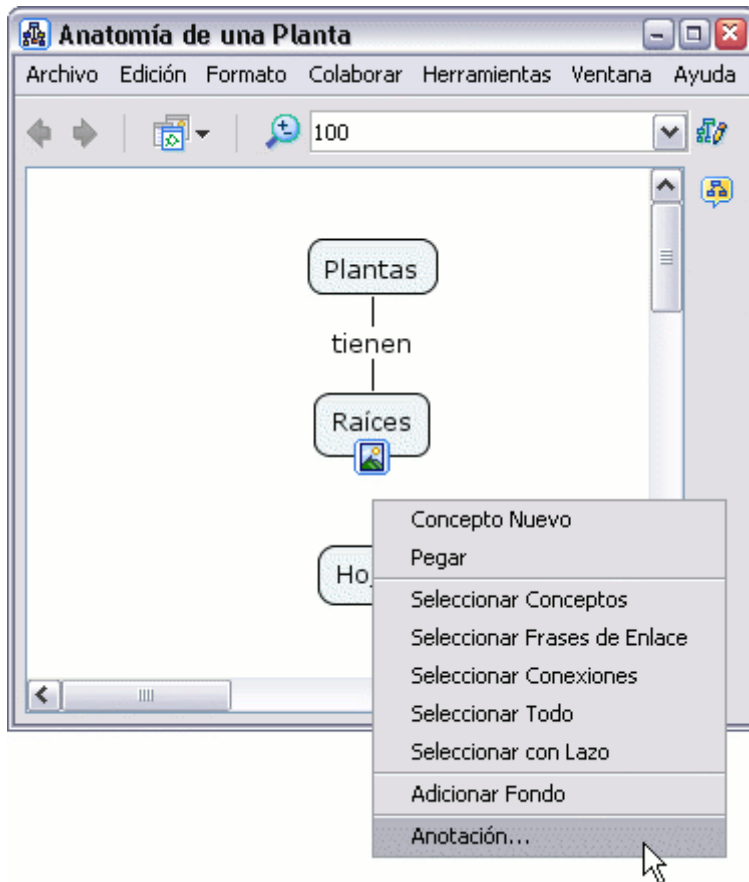 Anatomía de una Planta
Archivo Edición Formato Colaborar Herramientas Ventana Ayuda
100
Plantas
tienen
Raíces
Concepto Nuevo
Pegar
Seleccionar Conceptos
Seleccionar Frases de Enlace
Seleccionar Conexiones
Seleccionar Todo
Seleccionar con Lazo
Adicionar Fondo
Anotación...